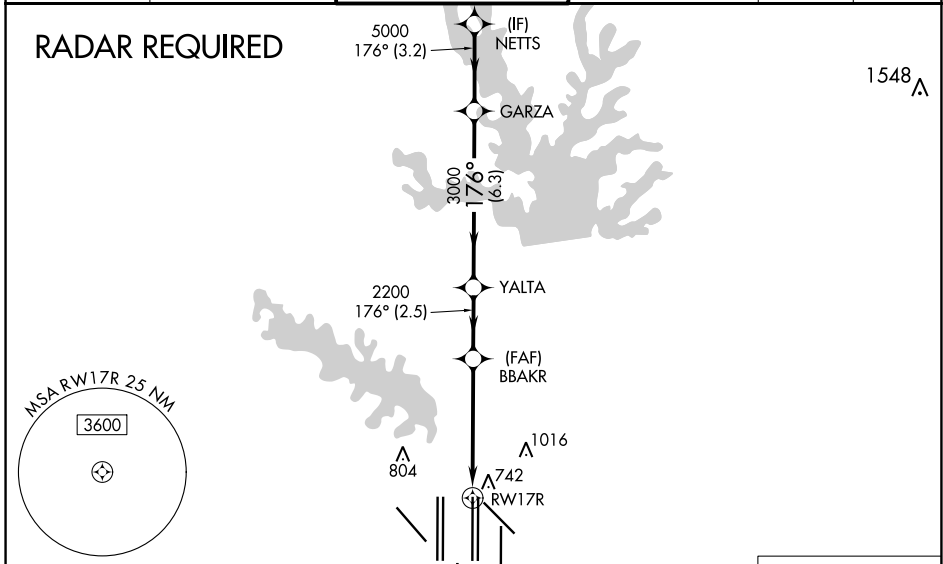 RADAR REQUIRED
5000
176° (3.2)
(IF)
NETTS
1548
GARZA
3000
176°
(6.3)
YALTA
2200
176° (2.5)
(FAF)
BBAKR
MSA RW17R 25 NM
3600
1016
804
742
RW17R